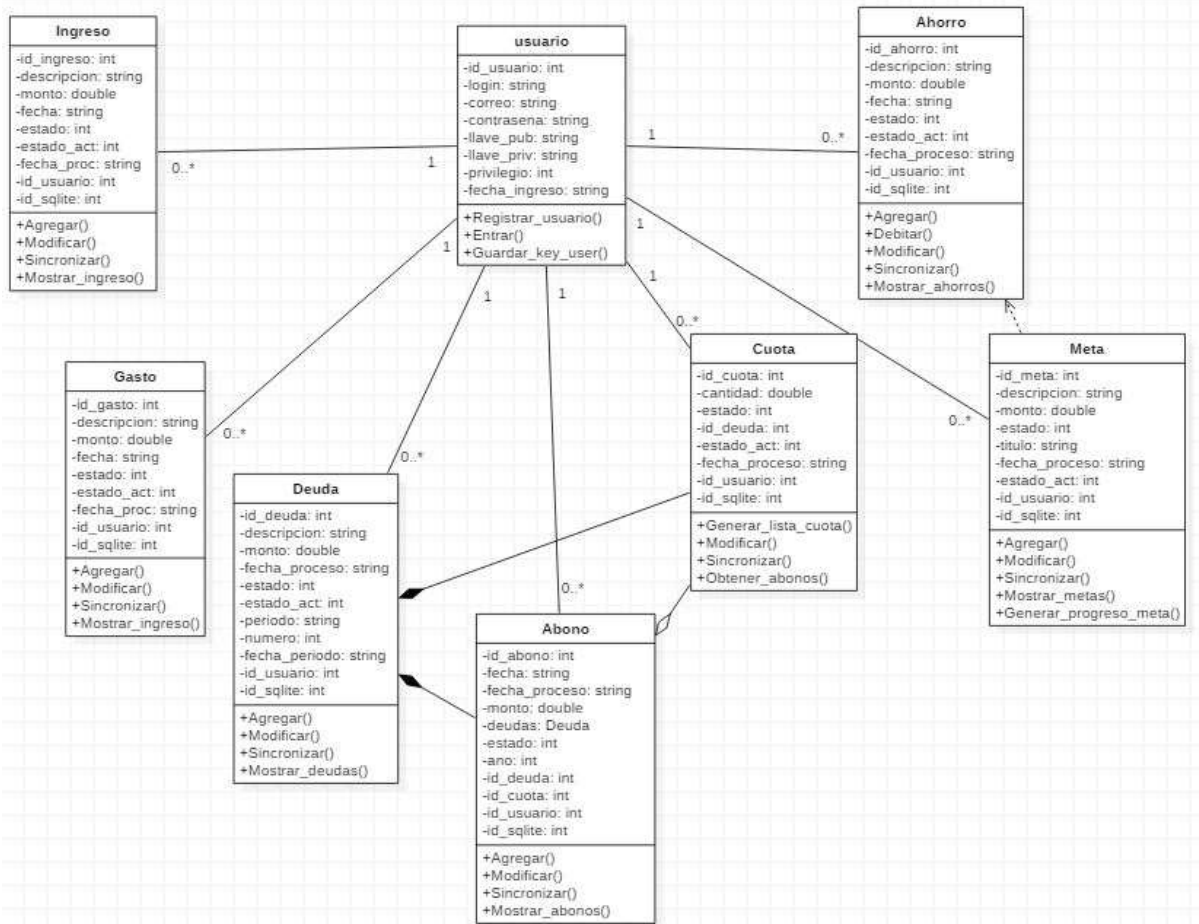 Ingreso
-id_ingreso: int
-descripcion: string
-monto: double
-fecha: string
-estado: int
-estado_act: int
-fecha_proc: string
-id_usuario: int
-id_sqlite: int
+Agregar()
+Modificar()
+Sincronizar()
+Mostrar_ingreso()
0..*
1
usuario
-id_usuario: int
-login: string
-correo: string
-contrasena: string
-llave_pub: string
-llave_priv: string
-privilegio: int
-fecha_ingreso: string
+Registrar_usuario()
+Entrar()
+Guardar_key_user()
1
0..*
Ahorro
-id_ahorro: int
-descripcion: string
-monto: double
-fecha: string
-estado: int
-estado_act: int
-fecha_proceso: string
-id_usuario: int
-id_sqlite: int
+Agregar()
+Debitar()
+Modificar()
+Sincronizar()
+Mostrar_ahorros()
1
1
1
1
1
0..*
0..*
0..*
0..*
0..*
Gasto
-id_gasto: int
-descripcion: string
-monto: double
-fecha: string
-estado: int
-estado_act: int
-fecha_proc: string
-id_usuario: int
-id_sqlite: int
+Agregar()
+Modificar()
+Sincronizar()
+Mostrar_ingreso()
Deuda
-id_deuda: int
-descripcion: string
-monto: double
-fecha_proceso: string
-estado: int
-estado_act: int
-periodo: string
-numero: int
-fecha_periodo: string
-id_usuario: int
-id_sqlite: int
+Agregar()
+Modificar()
+Sincronizar()
+Mostrar_deudas()
Cuota
-id_cuota: int
-cantidad: double
-estado: int
-id_deuda: int
-estado_act: int
-fecha_proceso: string
-id_usuario: int
-id_sqlite: int
+Generar_lista_cuota()
+Modificar()
+Sincronizar()
+Obtener_abonos()
Meta
-id_meta: int
-descripcion: string
-monto: double
-estado: int
-titulo: string
-fecha_proceso: string
-estado_act: int
-id_usuario: int
-id_sqlite: int
+Agregar()
+Modificar()
+Sincronizar()
+Mostrar_metas()
+Generar_progreso_meta()
Abono
-id_abono: int
-fecha: string
-fecha_proceso: string
-monto: double
-deudas: Deuda
-estado: int
-ano: int
-id_deuda: int
-id_cuota: int
-id_usuario: int
-id_sqlite: int
+Agregar()
+Modificar()
+Sincronizar()
+Mostrar_abonos()